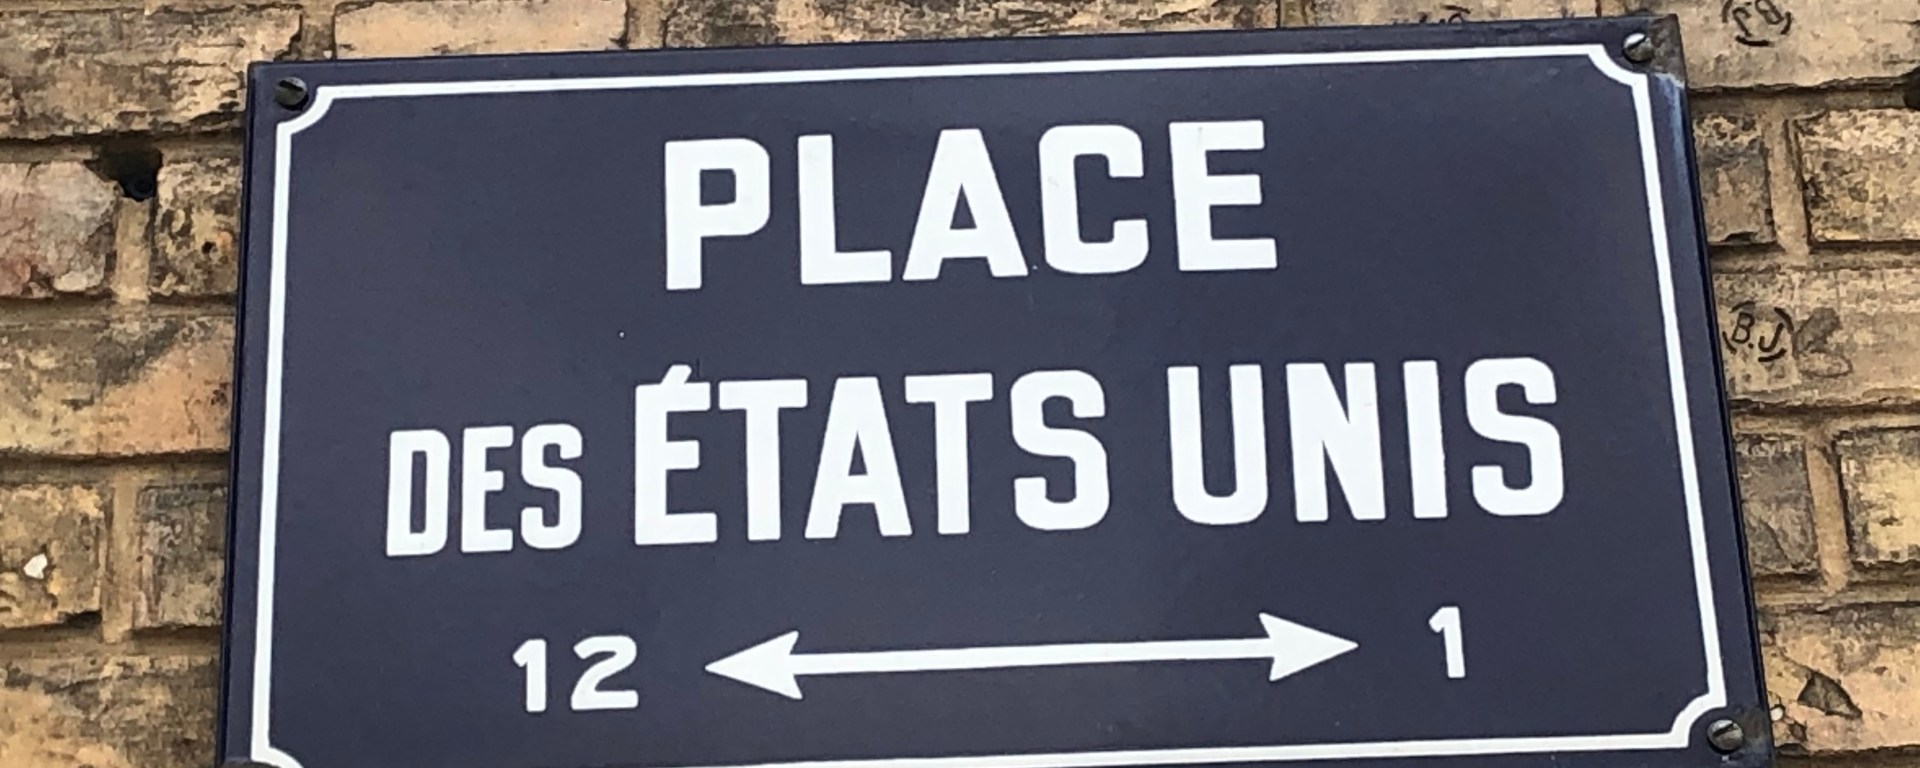 PLACE
DES ÉTATS UNIS
12 1
B.J
B.J